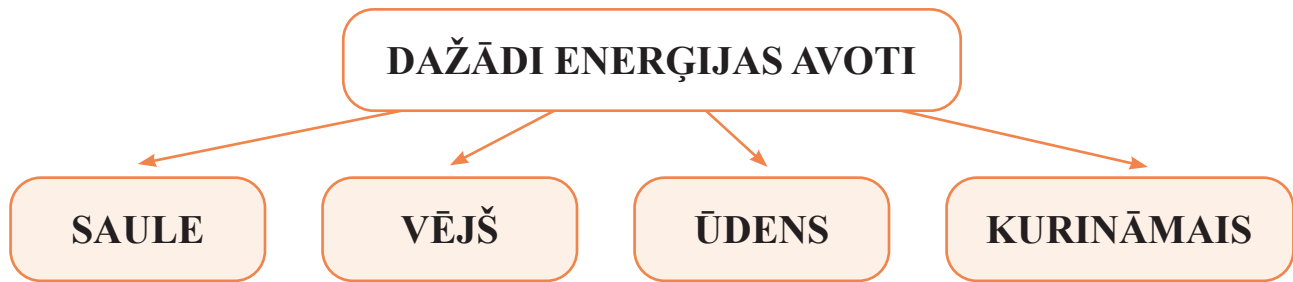 DAŽĀDI ENERĢIJAS AVOTI
SAULE
VĒJŠ
ŪDENS
KURINĀMAIS